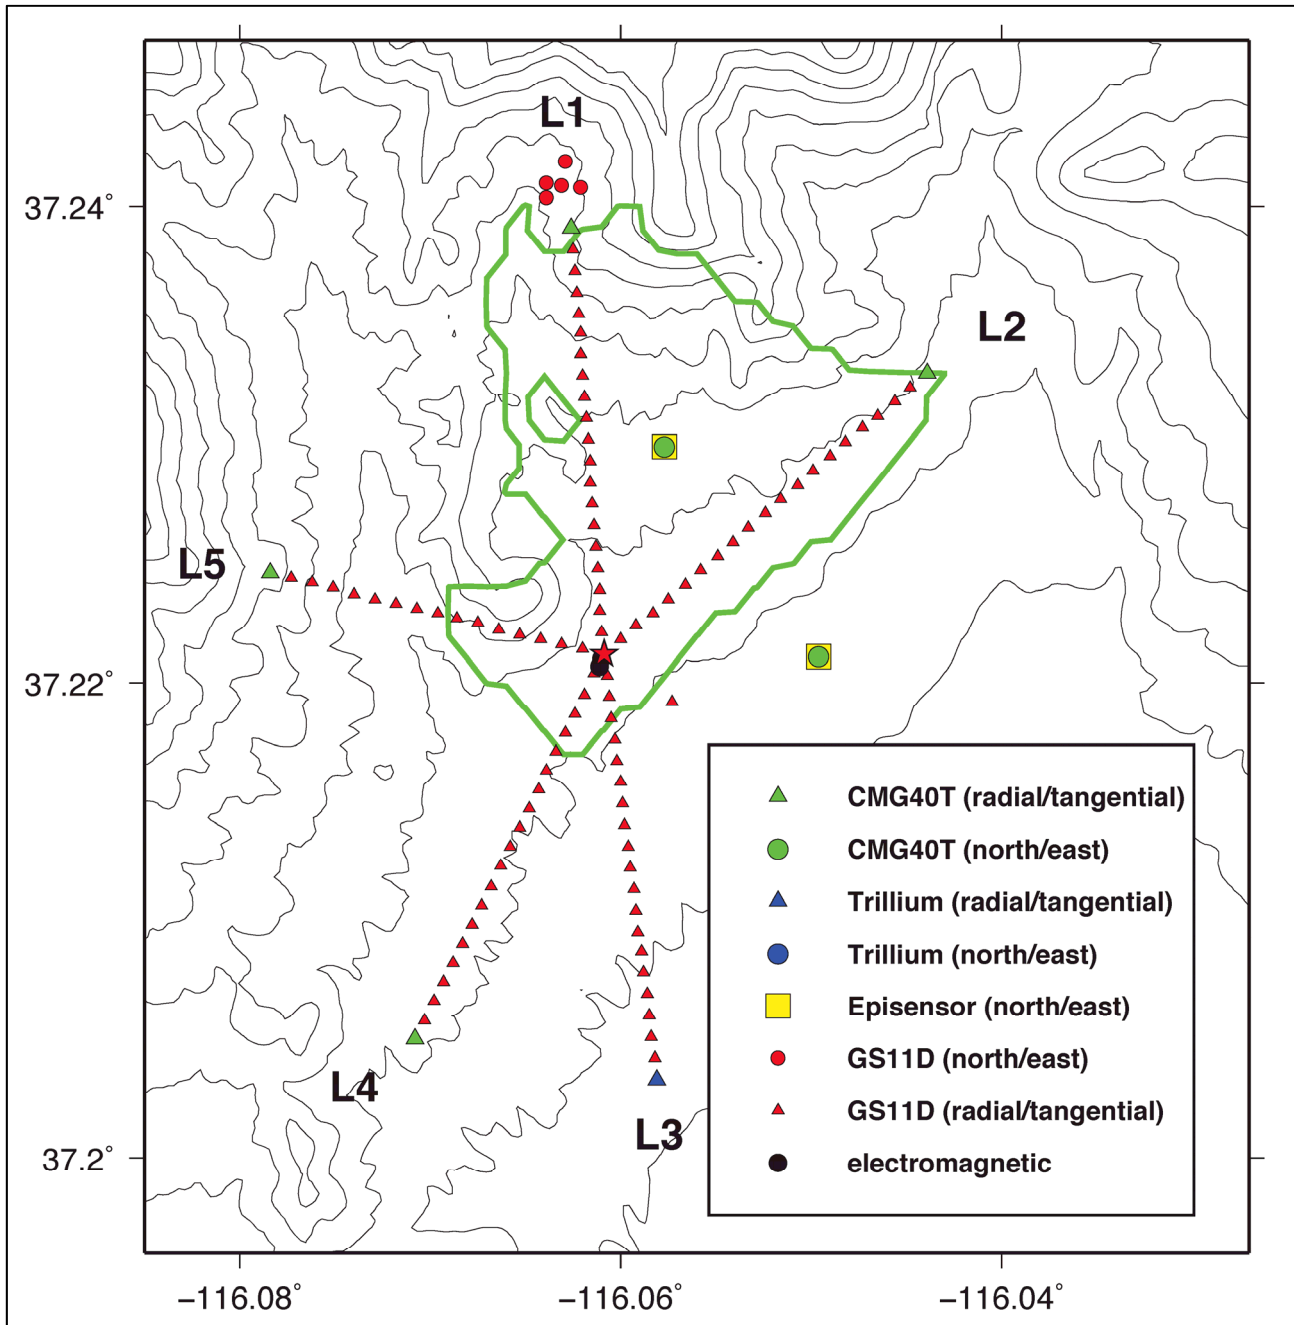 L1
37.24°
L2
L5
37.22°
CMG40T (radial/tangential)
CMG40T (north/east)
Trillium (radial/tangential)
Trillium (north/east)
Episensor (north/east)
GS11D (north/east)
GS11D (radial/tangential)
electromagnetic
L4
L3
37.2°
−116.08°
−116.06°
−116.04°